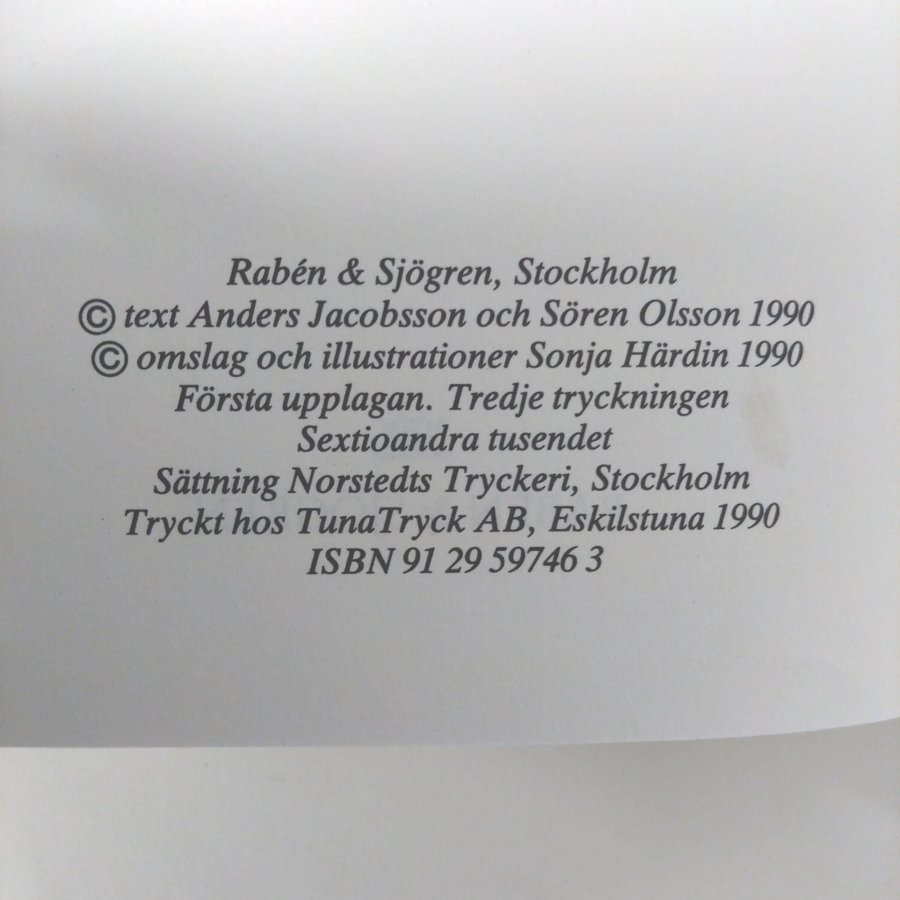 Rabén & Sjögren, Stockholm
© text Anders Jacobsson och Sören Olsson 1990
© omslag och illustrationer Sonja Härdin 1990
Första upplagan. Tredje tryckningen
Sextioandra tusendet
Sättning Norstedts Tryckeri, Stockholm
Tryckt hos TunaTryck AB, Eskilstuna 1990
ISBN 91 29 59746 3